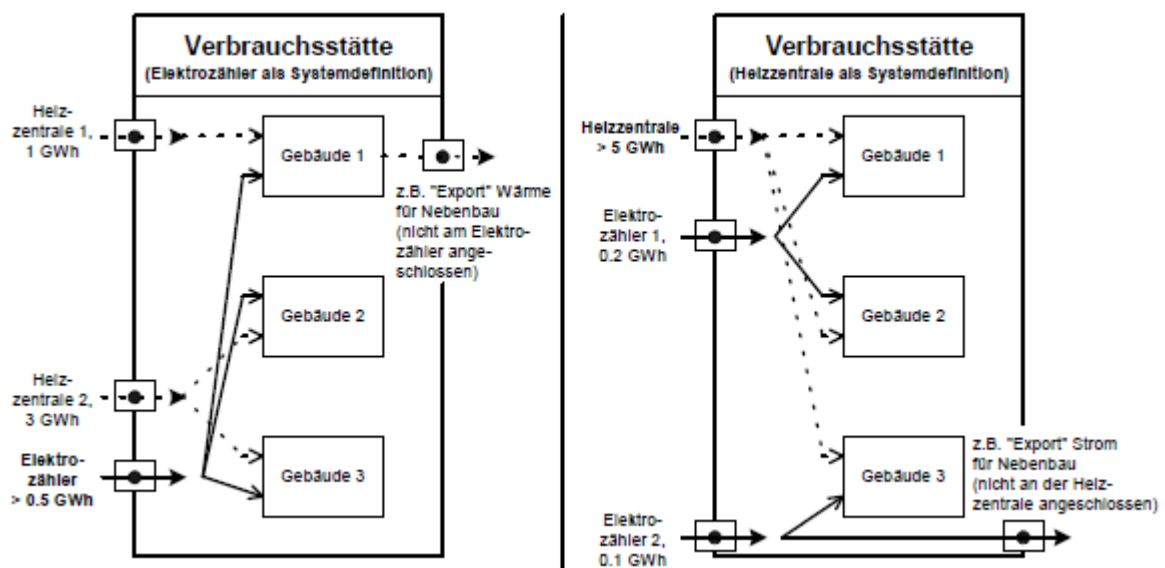 Verbrauchsstätte
(Elektrozähler als Systemdefinition)
Heiz-
zentrale 1,
1 GWh
Gebäude 1
z.B. "Export" Wärme
für Nebenbau
(nicht am Elektro-
zähler ange-
schlossen)
Gebäude 2
Heiz-
zentrale 2,
3 GWh
Elektro-
zähler
> 0.5 GWh
Gebäude 3
Verbrauchsstätte
(Heizzentrale als Systemdefinition)
Heizzentrale
> 5 GWh
Gebäude 1
Elektro-
zähler 1,
0.2 GWh
Gebäude 2
Gebäude 3
z.B. "Export" Strom
für Nebenbau
(nicht an der Heiz-
zentrale angeschlossen)
Elektro-
zähler 2,
0.1 GWh